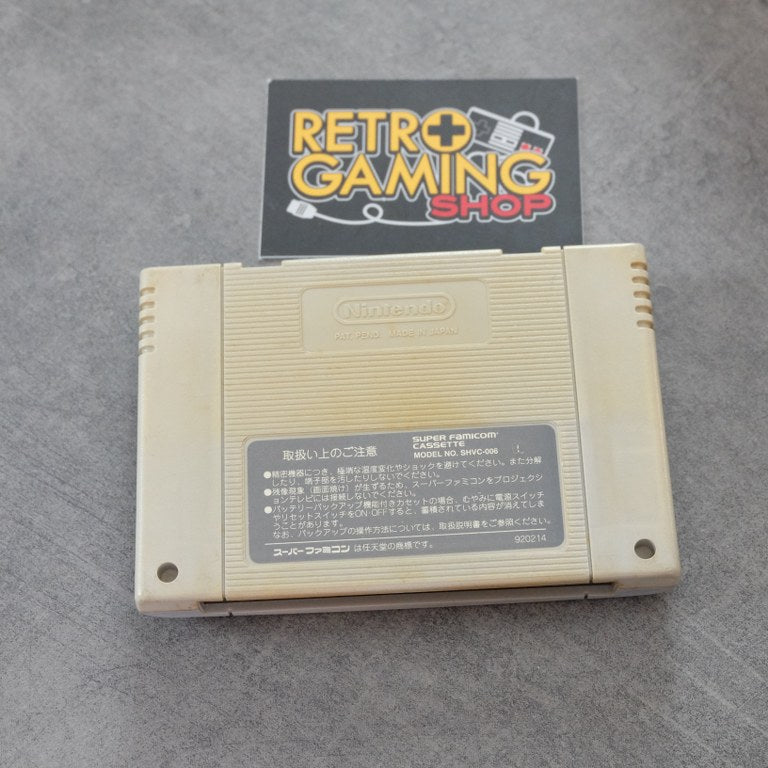 RETRO
GAMING
SHOP
Nintendo
PAT. PEND. MADE IN JAPAN
取扱い上のご注意
SUPER FAMICOM
CASSETTE
MODEL NO. SHVC-006
●精密機器につき、極端な温度変化やショックを避けてください。また分解
したり、端子部を汚したりしないでください。
●残像現象(画面焼け)が生ずるため、スーパーファミコンをプロジェクシ
ョンテレビには接続しないでください。
●バッテリーバックアップ機能付きカセットの場合、むやみに電源スイッチ
やリセットスイッチをON・OFFすると、蓄積されている内容が消えてしま
うことがあります。
なお、バックアップの操作方法については、取扱説明書をご参照ください。
スーパーファミコン は任天堂の商標です。
920214